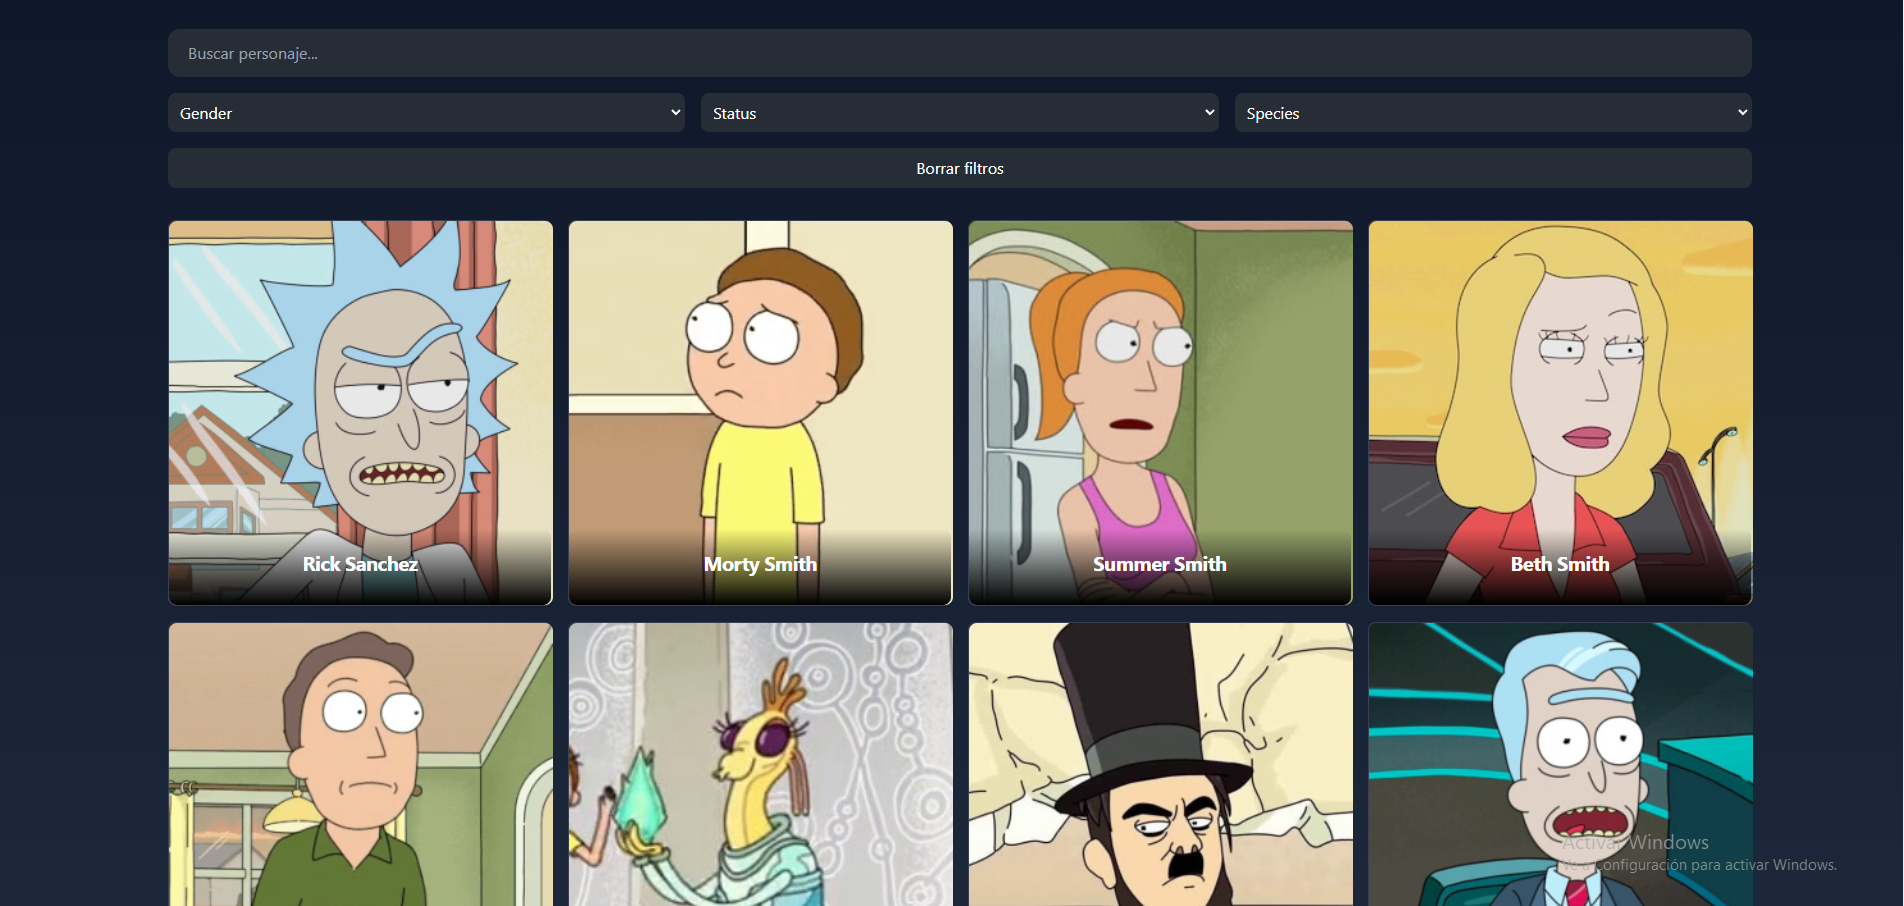 Buscar personaje...
Gender
Status
Species
Borrar filtros
Rick Sanchez
Morty Smith
Summer Smith
Beth Smith
Activar Windows
Ve a Configuración para activar Windows.